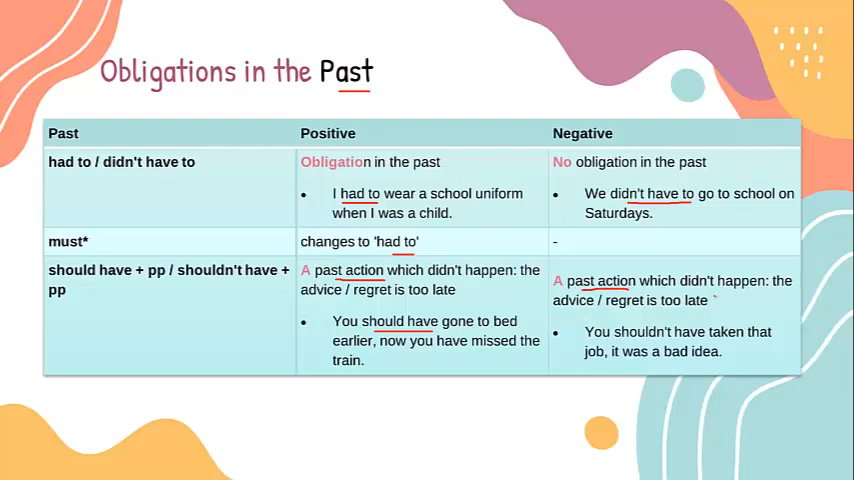 Obligations in the Past
Past
Positive
Negative
had to / didn't have to
Obligation in the past
• I had to wear a school uniform
when I was a child.
No obligation in the past
• We didn't have to go to school on
Saturdays.
must*
changes to 'had to'
-
should have + pp / shouldn't have +
pp
A past action which didn't happen: the
advice / regret is too late
• You should have gone to bed
earlier, now you have missed the
train.
A past action which didn't happen: the
advice / regret is too late
• You shouldn't have taken that
job, it was a bad idea.